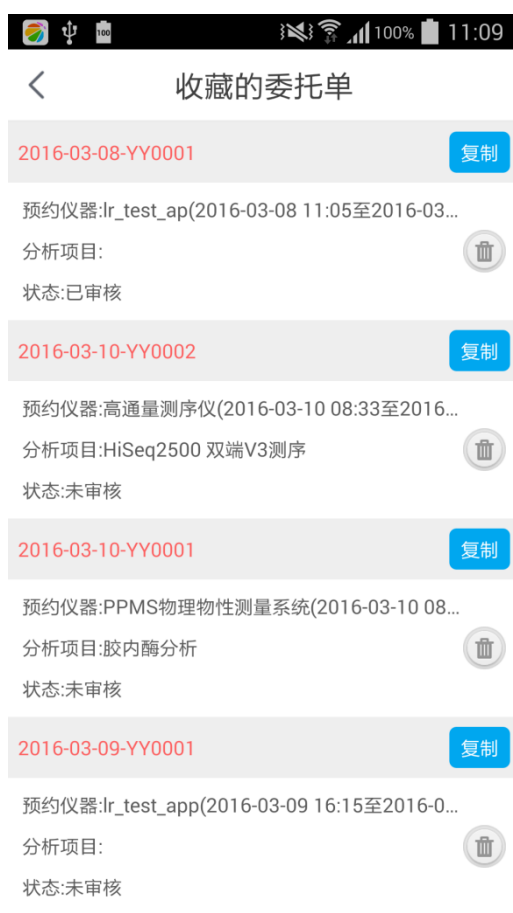 100 100% 11:09
收藏的委托单
2016-03-08-YY0001 复制
预约仪器:lr_test_ap(2016-03-08 11:05至2016-03...
分析项目:
状态:已审核
2016-03-10-YY0002 复制
预约仪器:高通量测序仪(2016-03-10 08:33至2016...
分析项目:HiSeq2500 双端V3测序
状态:未审核
2016-03-10-YY0001 复制
预约仪器:PPMS物理物性测量系统(2016-03-10 08...
分析项目:胶内酶分析
状态:未审核
2016-03-09-YY0001 复制
预约仪器:lr_test_app(2016-03-09 16:15至2016-0...
分析项目:
状态:未审核